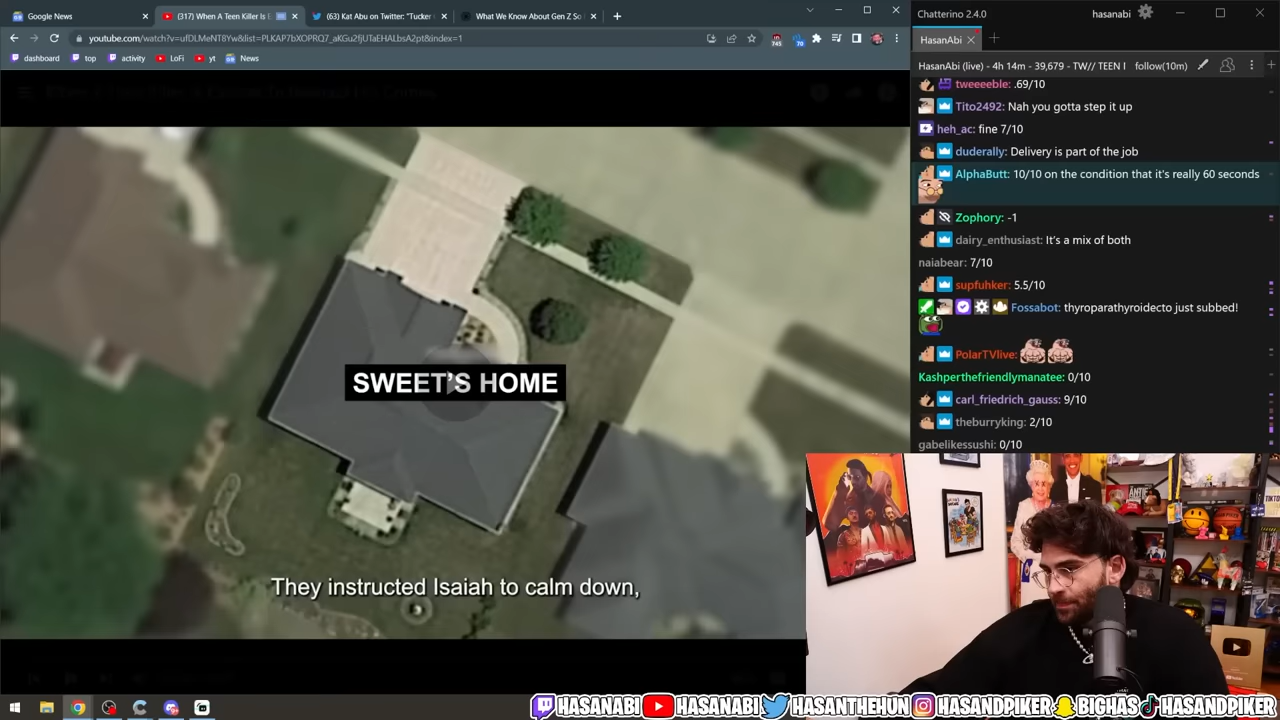 Google News
(317) When A Teen Killer Is
(63) Kat Abu on Twitter: "Tucker
What We Know About Gen Z So
youtube.com/watch?v=ufDLMeNT8Yw&list=PLKAP7bXOPRQ7_aKGu2fjUTaEHALbsA2pt&index=1
dashboard
top
activity
LoFi
yt
News
SWEET'S HOME
They instructed Isaiah to calm down,
Chatterino 2.4.0
hasanabi
HasanAbi
HasanAbi (live) - 4h 14m - 39,679 - TW// TEEN I
follow(10m)
tweeeeble: .69/10
Tito2492: Nah you gotta step it up
heh_ac: fine 7/10
duderally: Delivery is part of the job
AlphaButt: 10/10 on the condition that it's really 60 seconds
Zophory: -1
dairy_enthusiast: It's a mix of both
naiabear: 7/10
supfuhker: 5.5/10
Fossabot: thyroparathyroidecto just subbed!
PolarTVlive:
Kashperthefriendlymanatee: 0/10
carl_friedrich_gauss: 9/10
theburryking: 2/10
gabelikessushi: 0/10
HASANABI
HASANABI
HASANTHEHUN
HASANDPIKER
BIGHAS
HASANDPIKER